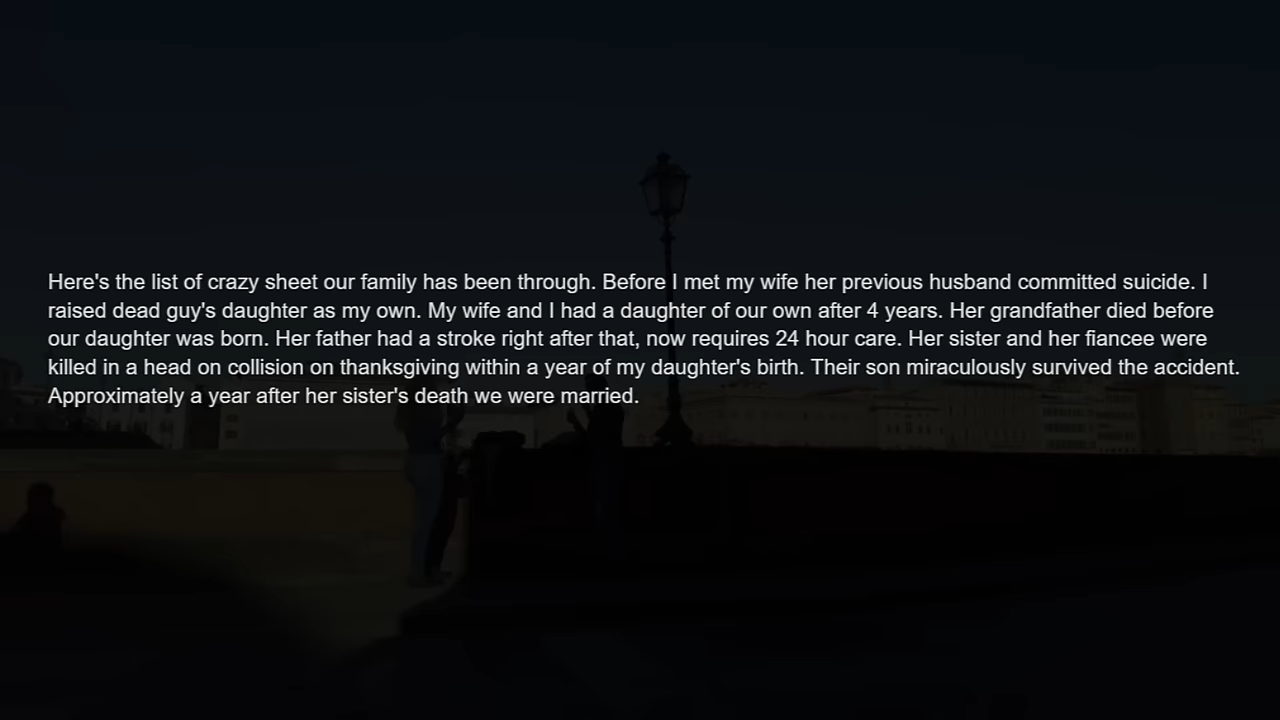 Here's the list of crazy sheet our family has been through. Before I met my wife her previous husband committed suicide. I
raised dead guy's daughter as my own. My wife and I had a daughter of our own after 4 years. Her grandfather died before
our daughter was born. Her father had a stroke right after that, now requires 24 hour care. Her sister and her fiancee were
killed in a head on collision on thanksgiving within a year of my daughter's birth. Their son miraculously survived the accident.
Approximately a year after her sister's death we were married.